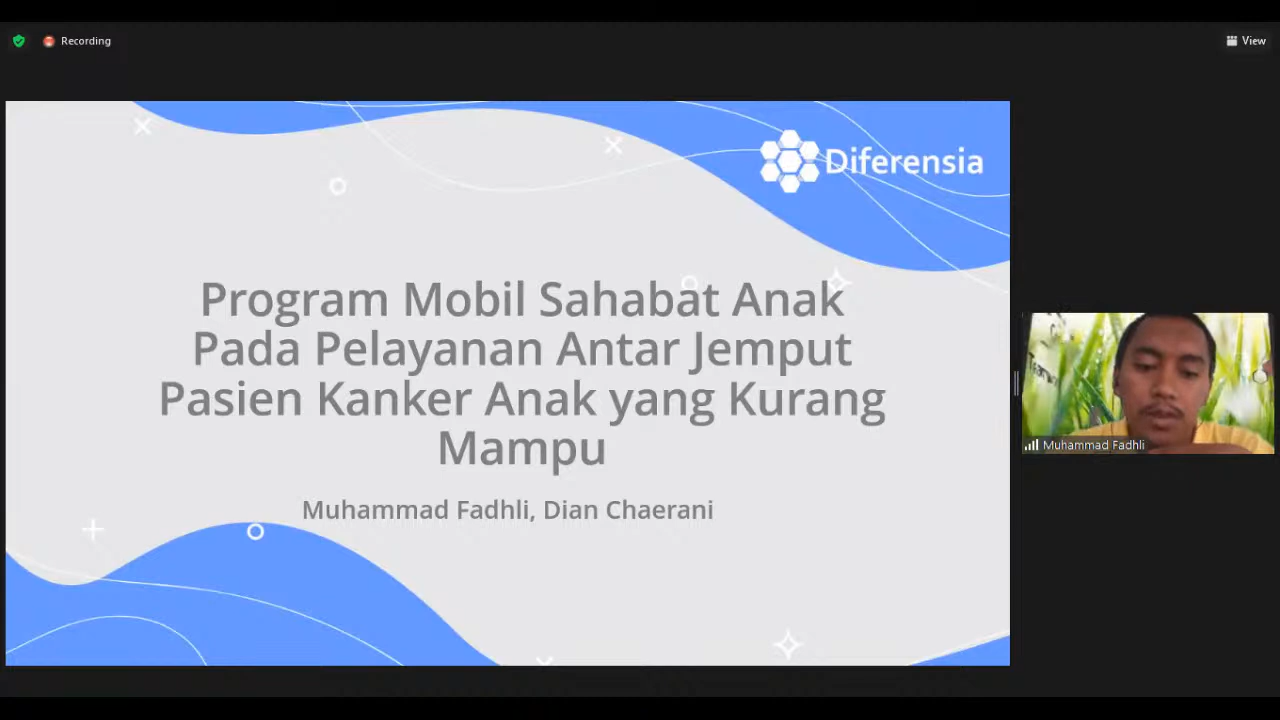 Recording
View
Diferensia
Program Mobil Sahabat Anak
Pada Pelayanan Antar Jemput
Pasien Kanker Anak yang Kurang
Mampu
Muhammad Fadhli, Dian Chaerani
Muhammad Fadhli